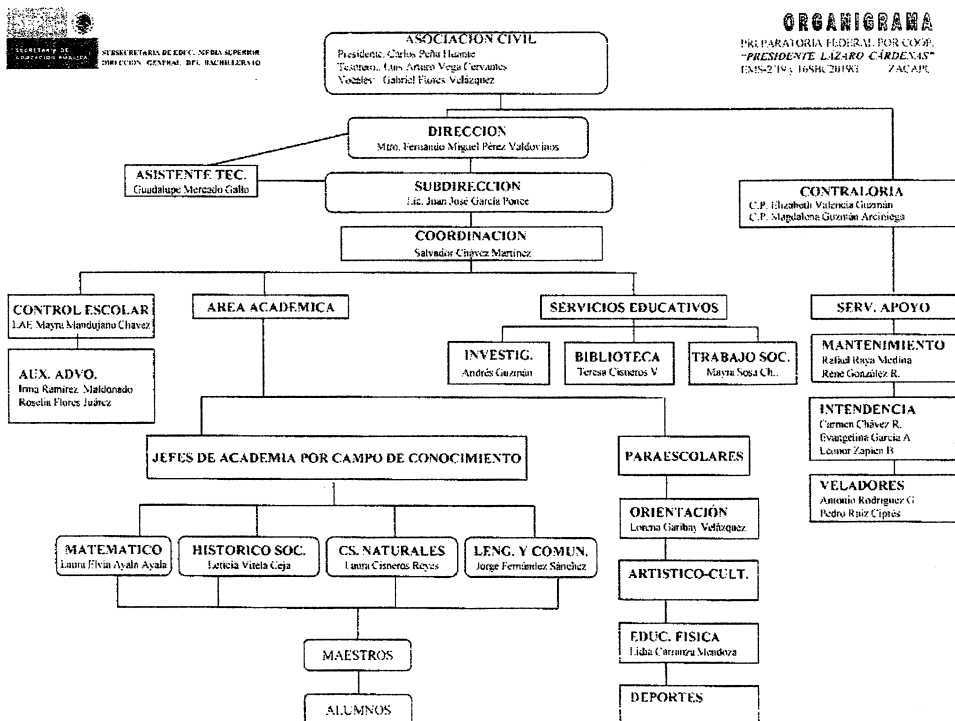 SECRETARIA DE
EDUCACION PUBLICA
SUBSECRETARIA DE EDUC. MEDIA SUPERIOR
DIRECCION GENERAL DEL BACHILLERATO
ORGANIGRAMA
PREPARATORIA FEDERAL POR COOP.
"PRESIDENTE LÁZARO CÁRDENAS"
ASOCIACION CIVIL
Presidente: Carlos Peña
Tesorero: Luis Arturo Vega Cervantes
Vocales: Gabriel Flores Velázquez
DIRECCION
Mtro. Fernando Miguel Pérez Valdovinos
ASISTENTE TEC.
Guadalupe Mercado Gallo
SUBDIRECCION
Lic. Juan José García Ponce
CONTRALORIA
C.P. Elizabeth Valencia Guzmán
C.P. Magdalena Guzmán Arciniega
COORDINACION
Salvador Chávez Martínez
CONTROL ESCOLAR
LAE Mayra Mandujano Chavez
AREA ACADEMICA
SERVICIOS EDUCATIVOS
SERV. APOYO
AUX. ADVO.
Irma Ramírez Maldonado
Roselia Flores Juárez
INVESTIG.
Andrés Guzmán
BIBLIOTECA
Teresa Cisneros V
TRABAJO SOC.
Mayra Sosa Ch..
MANTENIMIENTO
Rafael Raya Medina
Rene González R.
INTENDENCIA
Carmen Chávez R.
Evangelina García A
Leonor Zapien B
VELADORES
Antonio Rodríguez G
Pedro Ruiz Ciprés
JEFES DE ACADEMIA POR CAMPO DE CONOCIMIENTO
PARAESCOLARES
ORIENTACIÓN
Lorena Garibay Velázquez
MATEMATICO
Laura Elvia Ayala Ayala
HISTORICO SOC.
Leticia Vitela Ceja
CS. NATURALES
Laura Cisneros Reyes
LENG. Y COMUN.
Jorge Fernández Sánchez
ARTISTICO-CULT.
EDUC. FISICA
Lidia Carranza Mendoza
MAESTROS
DEPORTES
ALUMNOS